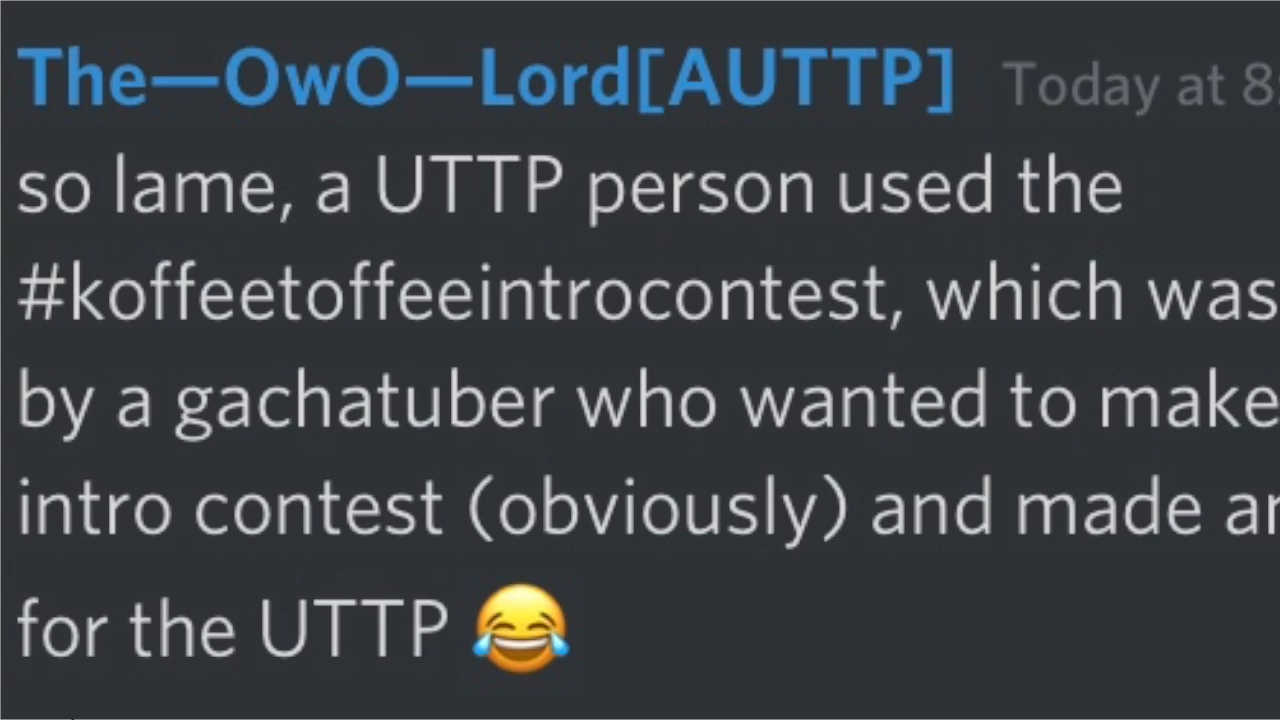 The—OwO—Lord[AUTTP] Today at 8
so lame, a UTTP person used the
#koffeetoffeeintrocontest, which was
by a gachatuber who wanted to make
intro contest (obviously) and made
for the UTTP 😂